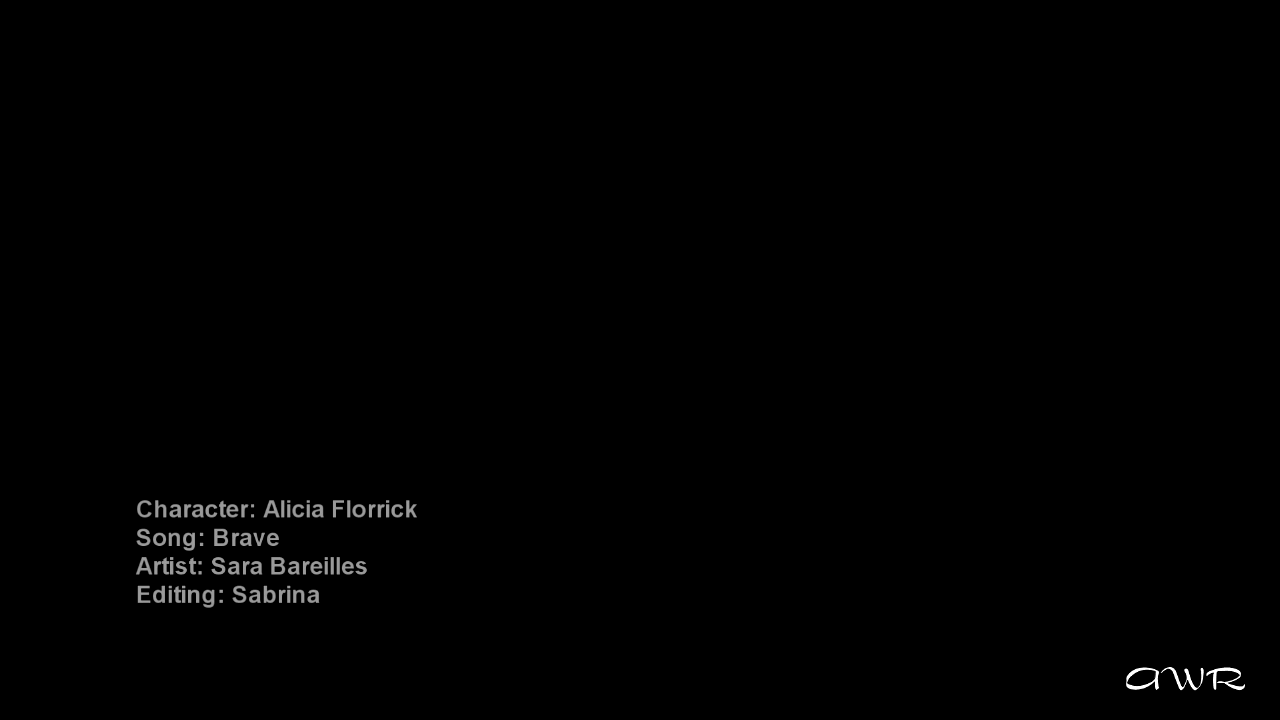 Character: Alicia Florrick
Song: Brave
Artist: Sara Bareilles
Editing: Sabrina
AWR